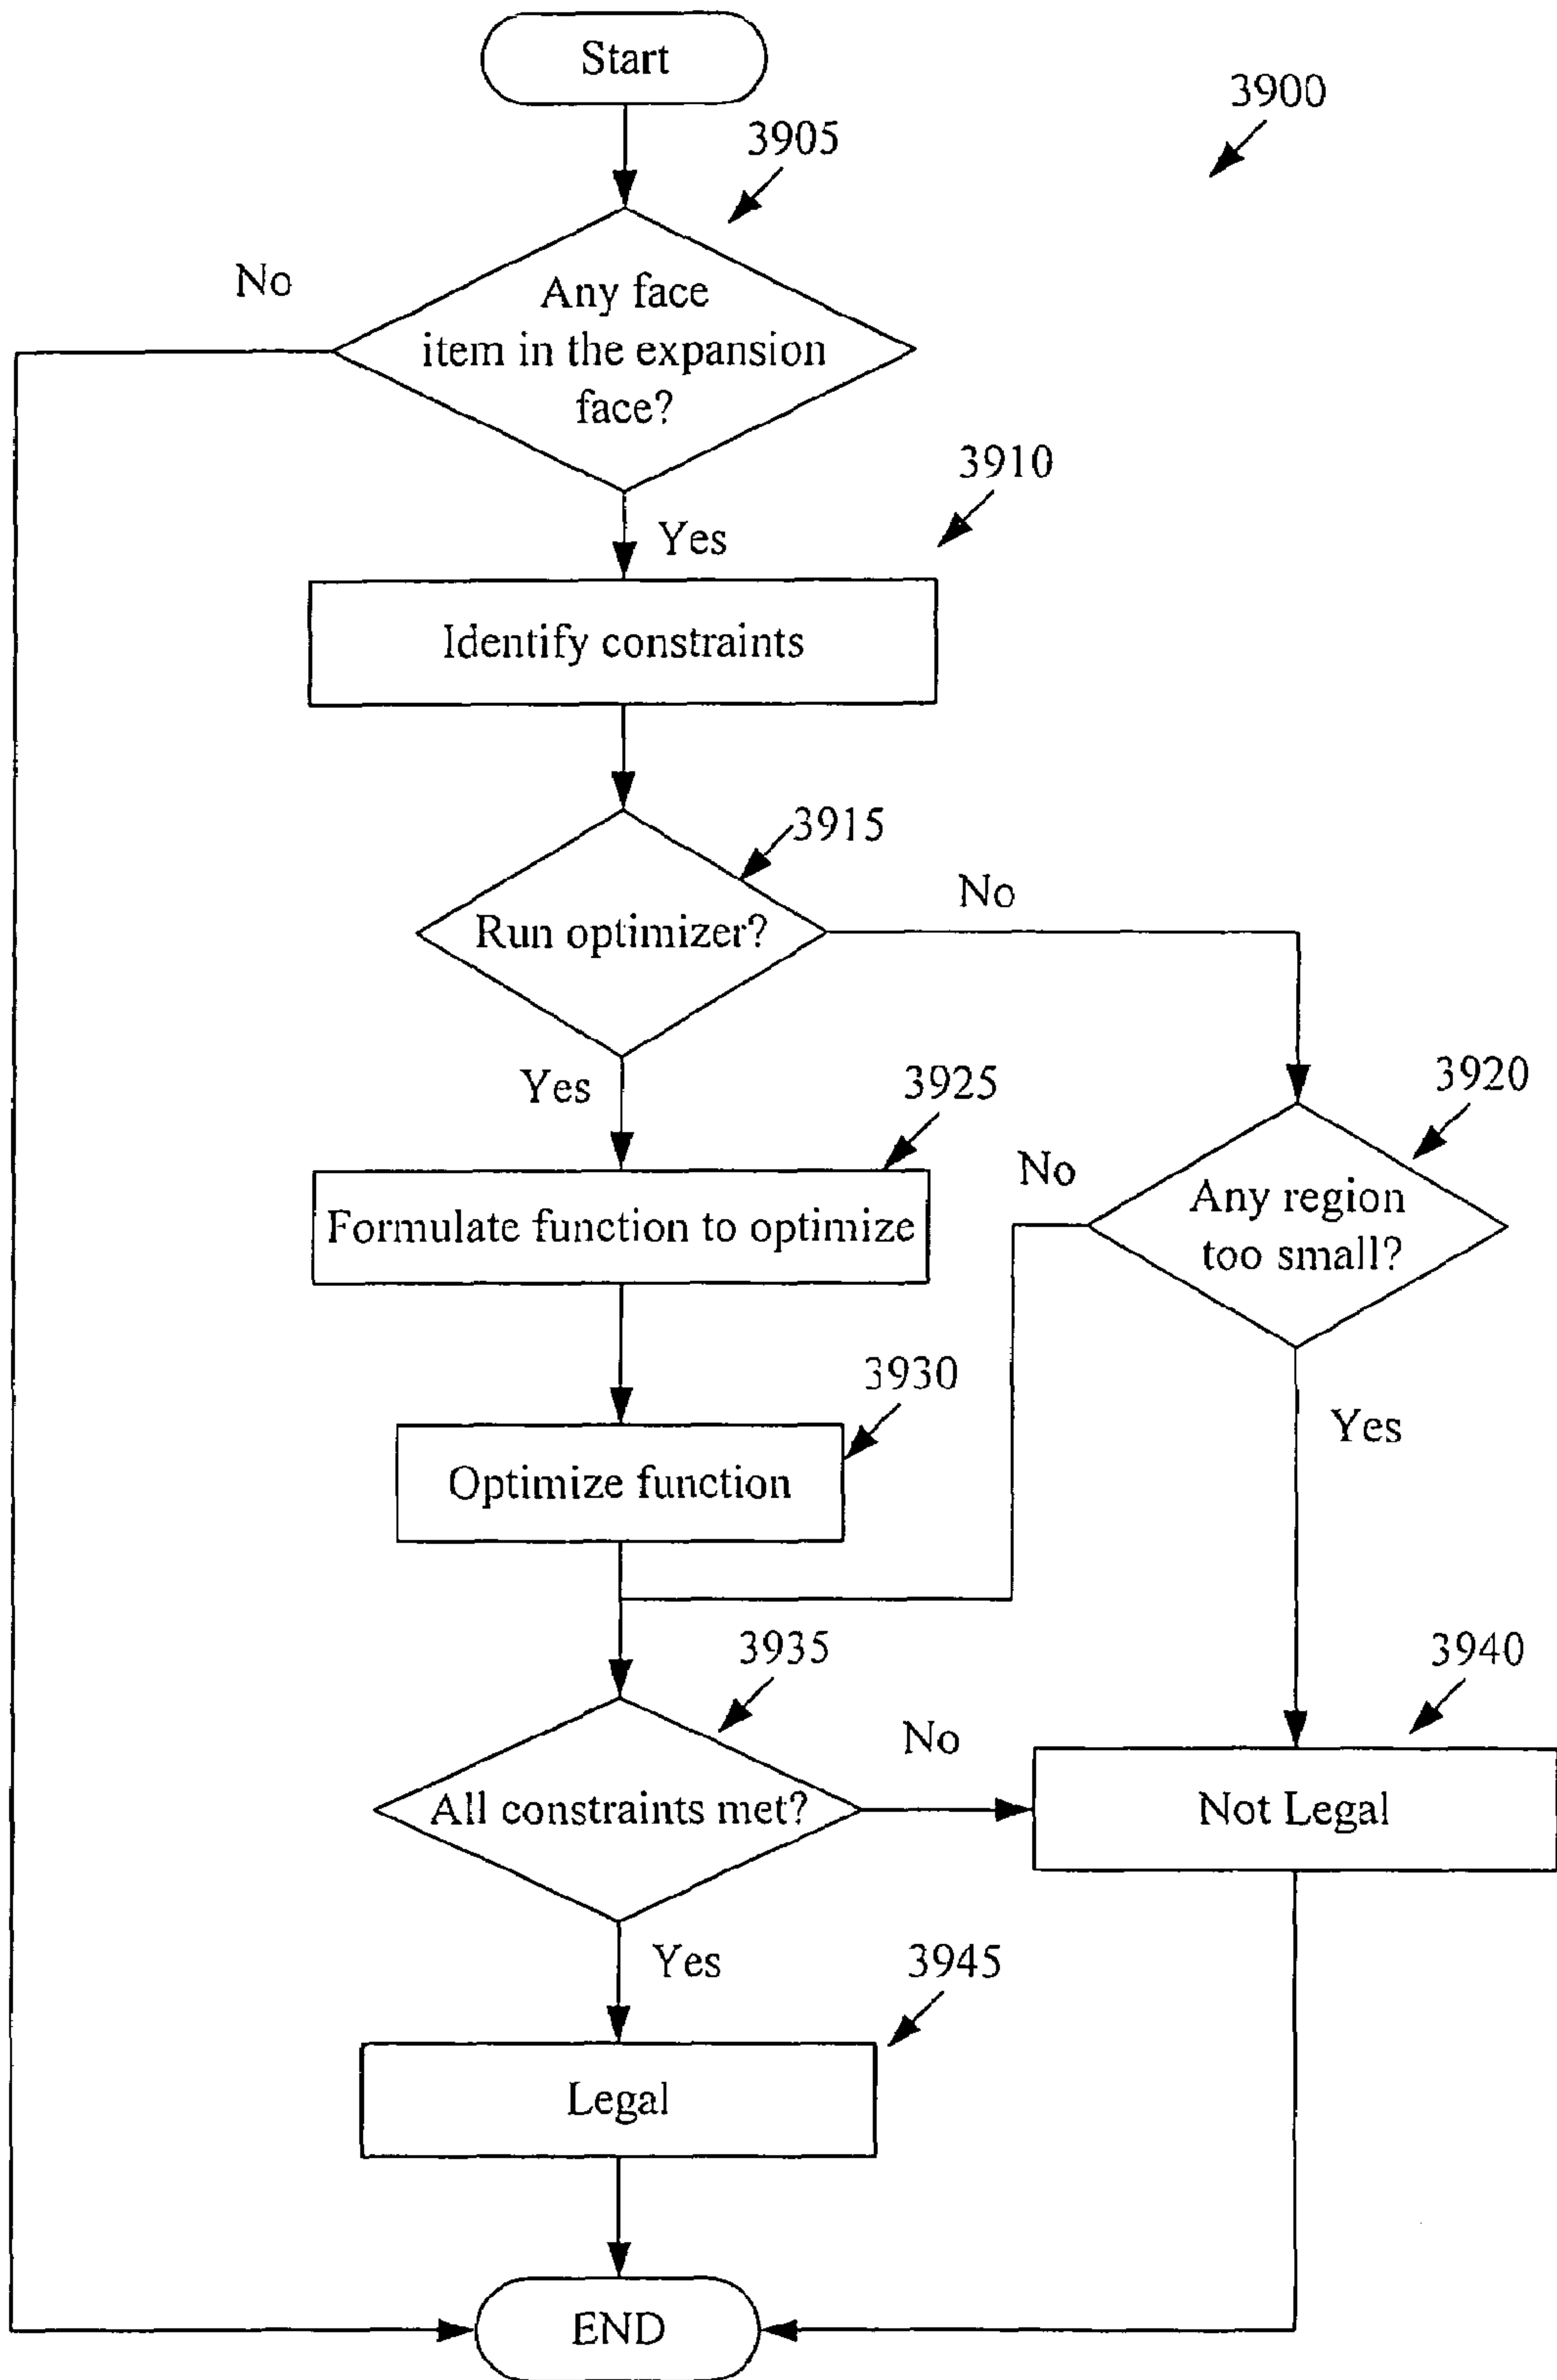 Start
3900
3905
No
Any face
item in the expansion
face?
3910
Yes
Identify constraints
3915
No
Run optimizer?
Yes
3925
3920
No
Any region
too small?
Formulate function to optimize
3930
Yes
Optimize function
3935
3940
No
All constraints met?
Not Legal
Yes
3945
Legal
END